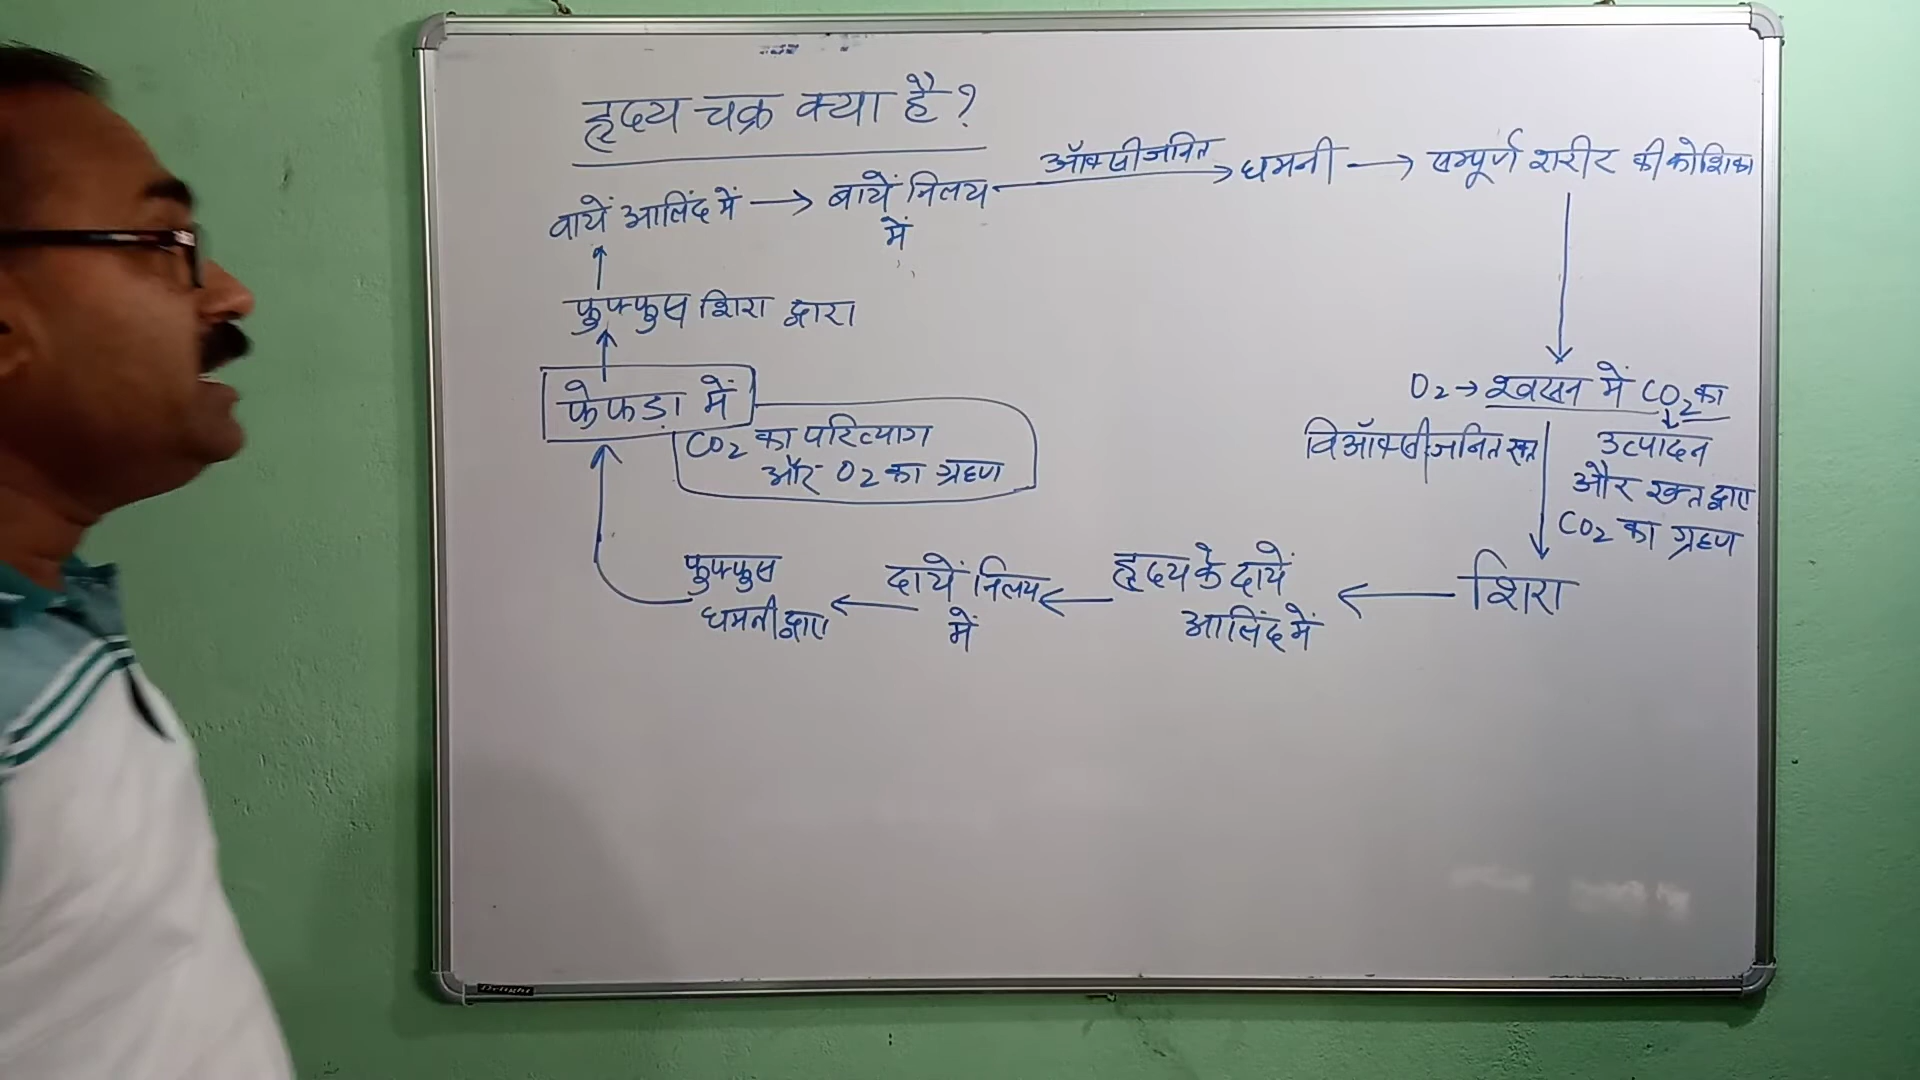 हृदय चक्र क्या है?
बायें आलिंद में → बायें निलय में
ऑक्सीजनित → धमनी → सम्पूर्ण शरीर की कोशिका
फुफ्फुस शिरा द्वारा
फेफड़ा में
CO2 का परित्याग
और O2 का ग्रहण
O2 → श्वसन में CO2 का
↓
उत्पादन
और रक्त द्वारा
CO2 का ग्रहण
विऑक्सीजनित रक्त
शिरा
हृदय के दायें
आलिंद में
दायें निलय
में
फुफ्फुस
धमनी द्वारा